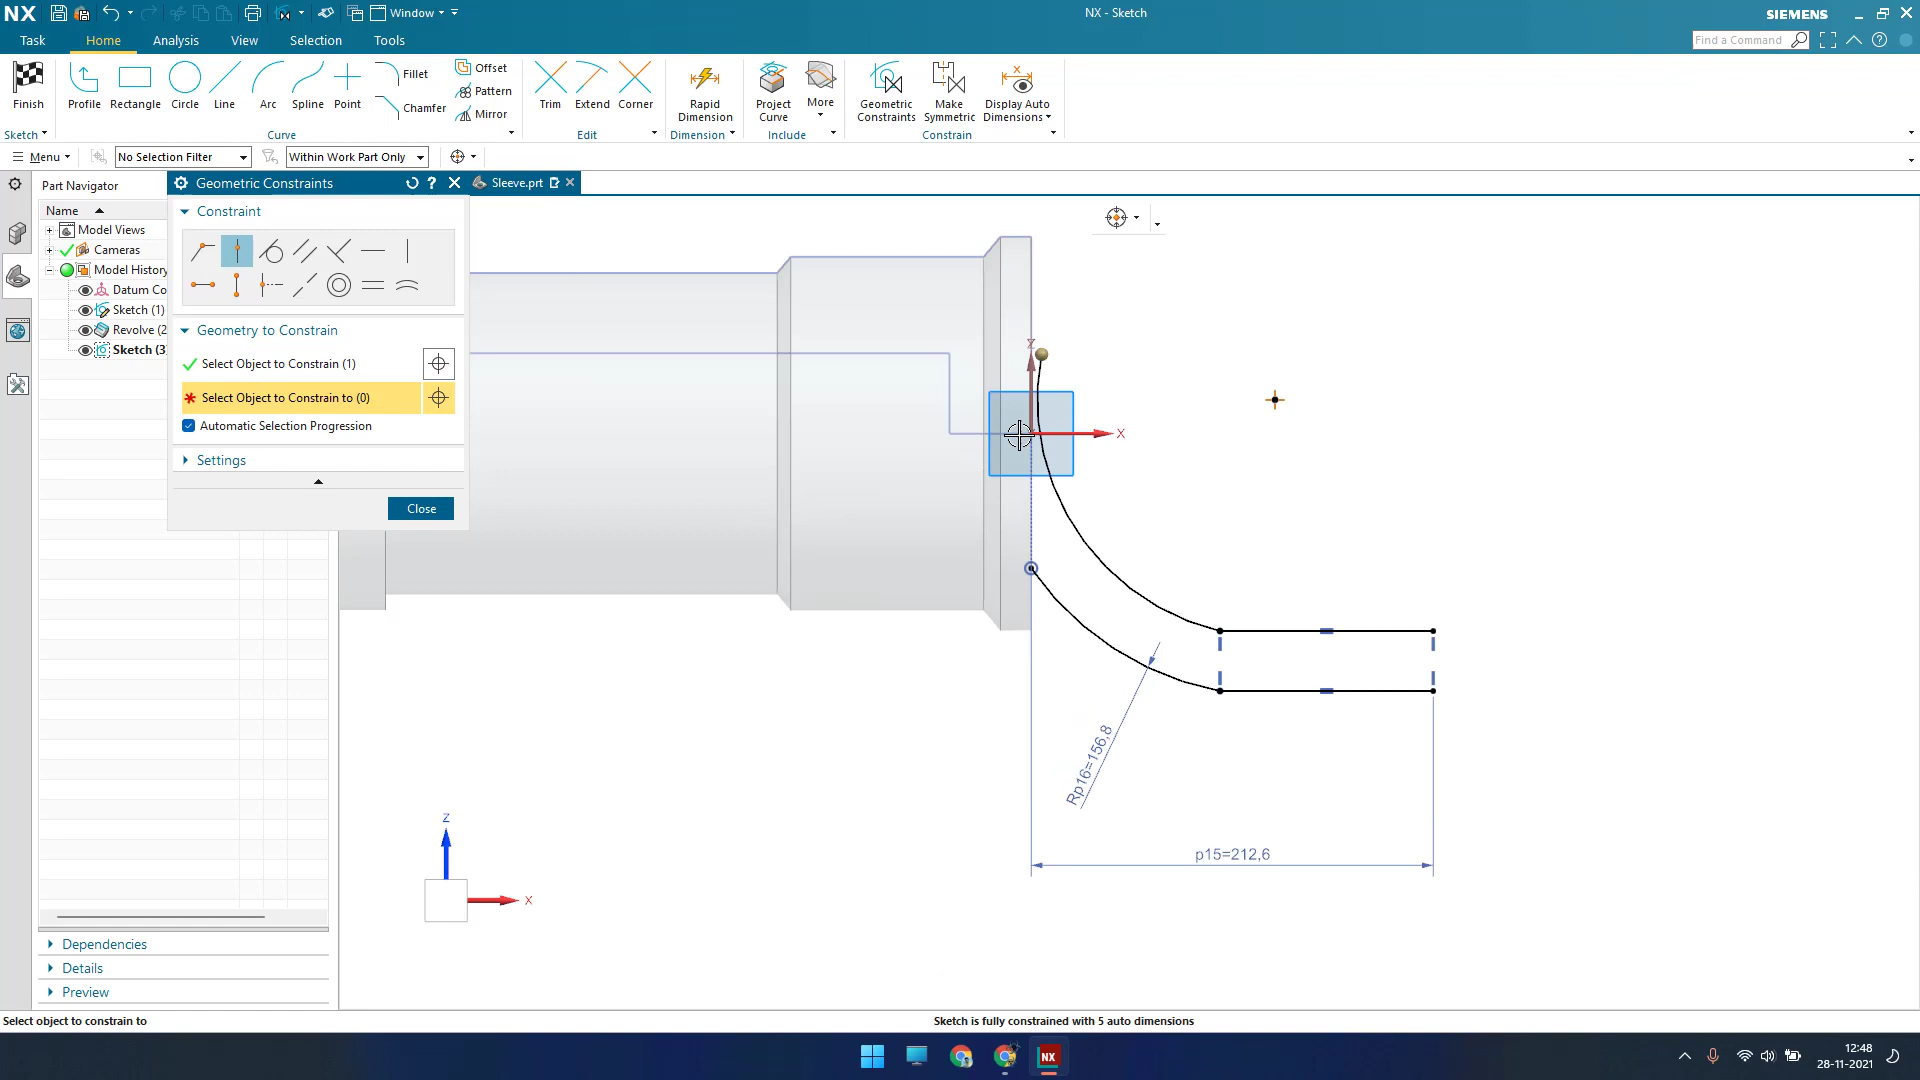 NX
Window
NX - Sketch
SIEMENS
Task
Home
Analysis
View
Selection
Tools
Find a Command
Finish
Profile
Rectangle
Circle
Line
Arc
Spline
Point
Fillet
Chamfer
Offset
Pattern
Mirror
Trim
Extend
Corner
Rapid
Dimension
Project
Curve
More
Geometric
Constraints
Make
Symmetric
Display Auto
Dimensions
Sketch
Curve
Edit
Dimension
Include
Constrain
Menu
No Selection Filter
Within Work Part Only
Part Navigator
Geometric Constraints
Sleeve.prt
Name
Model Views
Cameras
Model History
Datum Co
Sketch (1)
Revolve (2
Sketch (3)
Constraint
Geometry to Constrain
Select Object to Constrain (1)
Select Object to Constrain to (0)
Automatic Selection Progression
Settings
Close
Z
X
Rp16=156,8
p15=212,6
Z
X
Dependencies
Details
Preview
Select object to constrain to
Sketch is fully constrained with 5 auto dimensions
NX
12:48
28-11-2021